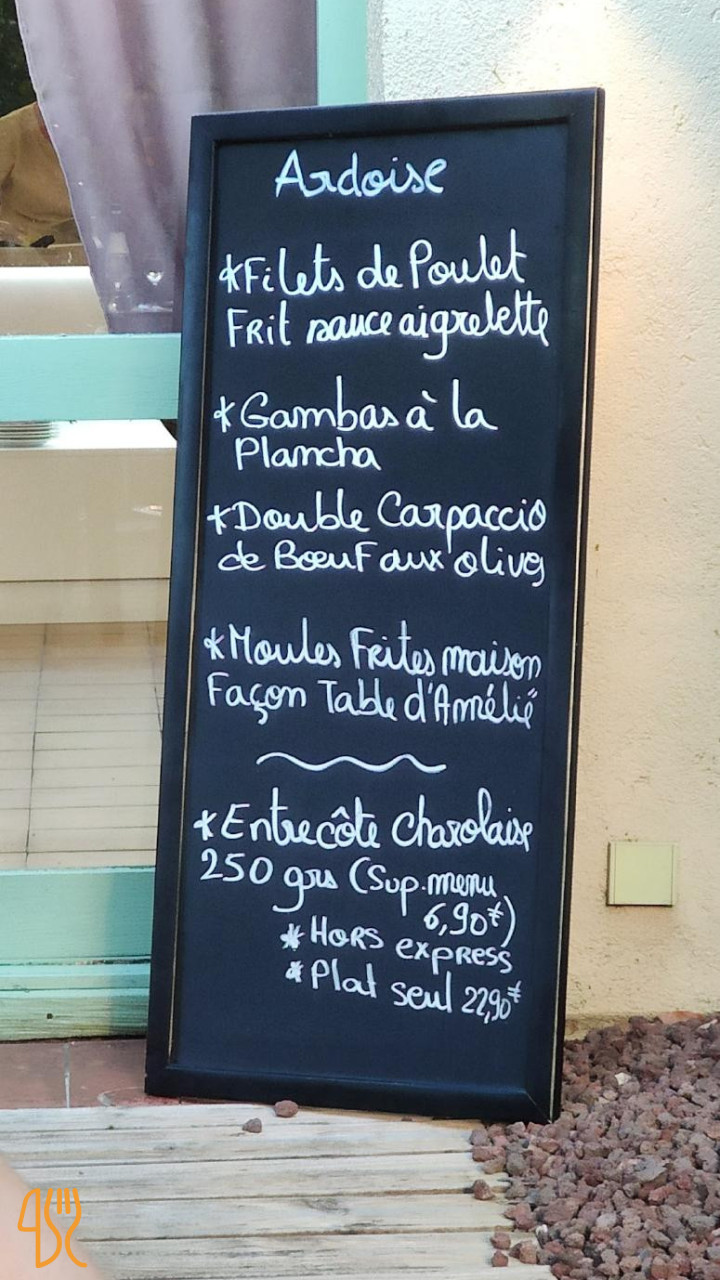 Ardoise
*Filets de Poulet
Frit sauce aigrelette
*Gambas à la
Plancha
*Double Carpaccio
de Bœuf aux olives
*Moules Frites maison
Façon Table d'Amélie"
*Entrecôte charolaise
250 grs (Sup.menu
6,90€)
*Hors express
*Plat seul 22,90€